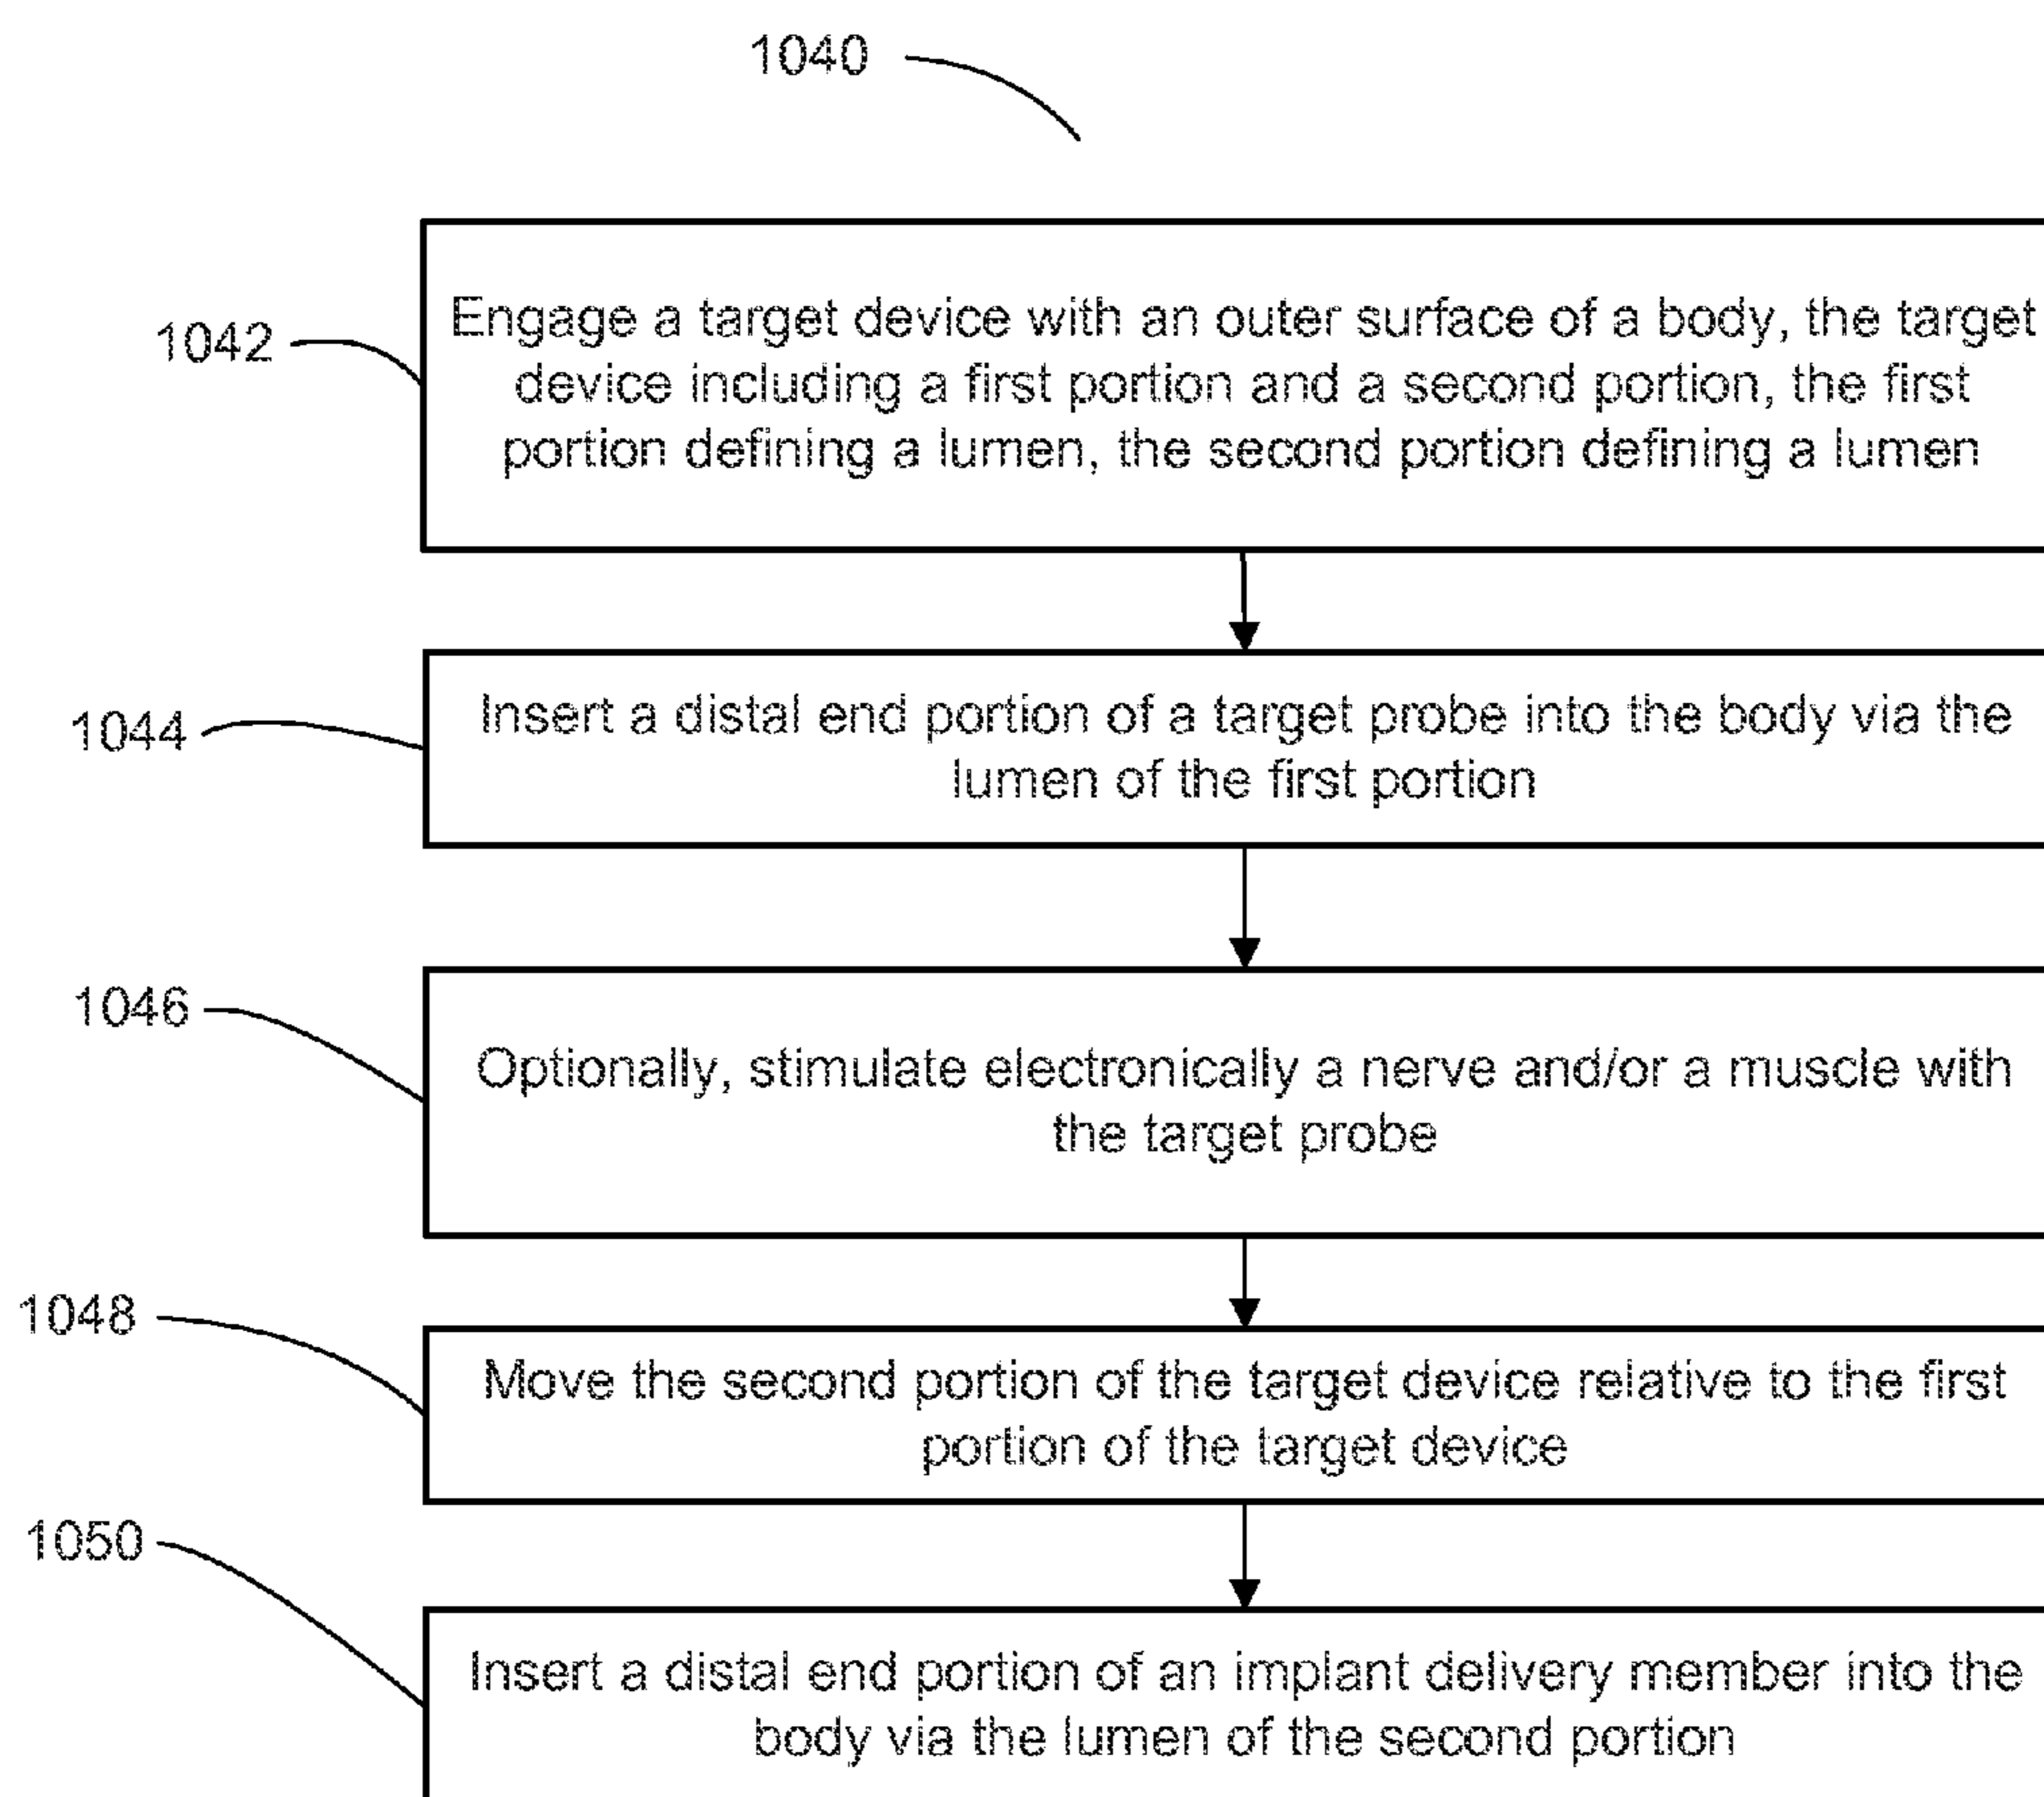 1040
1042
Engage a target device with an outer surface of a body, the target
device including a first portion and a second portion, the first
portion defining a lumen, the second portion defining a lumen
1044
Insert a distal end portion of a target probe into the body via the
lumen of the first portion
1046
Optionally, stimulate electronically a nerve and/or a muscle with
the target probe
1048
Move the second portion of the target device relative to the first
portion of the target device
1050
Insert a distal end portion of an implant delivery member into the
body via the lumen of the second portion